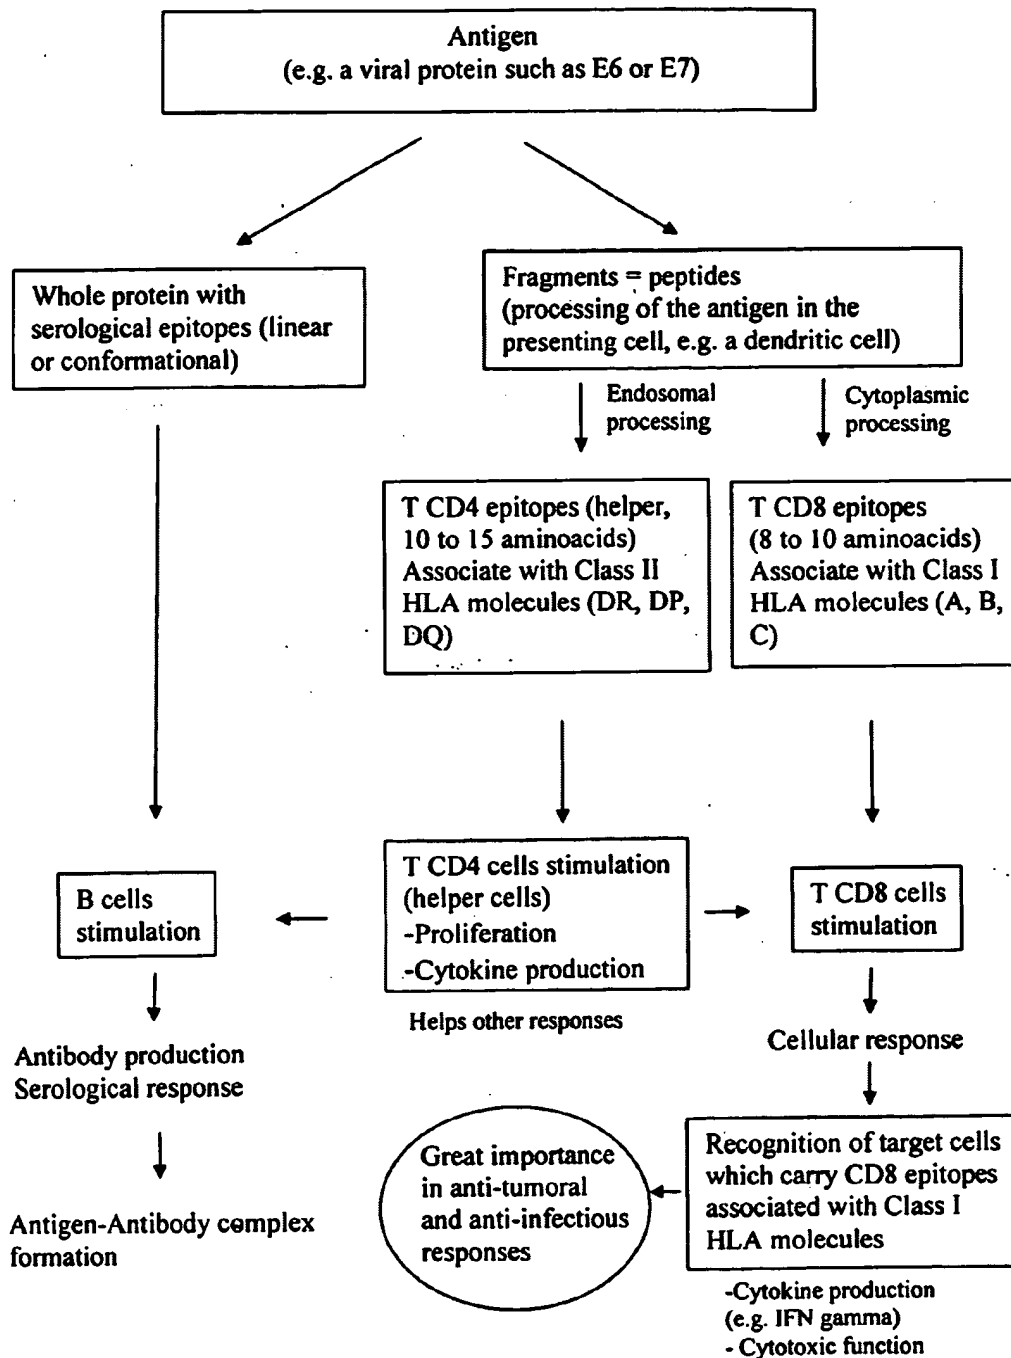 Antigen
(e.g. a viral protein such as E6 or E7)
Whole protein with
serological epitopes (linear
or conformational)
Fragments = peptides
(processing of the antigen in the
presenting cell, e.g. a dendritic cell)
Endosomal
processing
Cytoplasmic
processing
T CD4 epitopes (helper,
10 to 15 aminoacids)
Associate with Class II
HLA molecules (DR, DP,
DQ)
T CD8 epitopes
(8 to 10 aminoacids)
Associate with Class I
HLA molecules (A, B,
C)
B cells
stimulation
T CD4 cells stimulation
(helper cells)
-Proliferation
-Cytokine production
Helps other responses
T CD8 cells
stimulation
Antibody production
Serological response
Cellular response
Antigen-Antibody complex
formation
Great importance
in anti-tumoral
and anti-infectious
responses
Recognition of target cells
which carry CD8 epitopes
associated with Class I
HLA molecules
-Cytokine production
(e.g. IFN gamma)
- Cytotoxic function